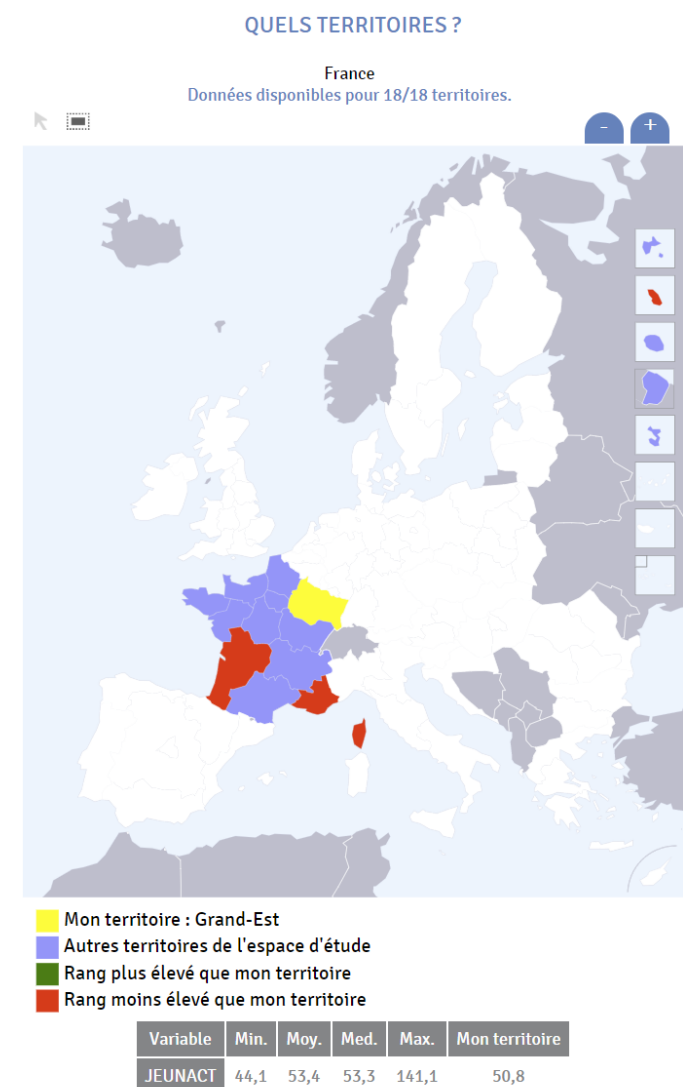 QUELS TERRITOIRES ?
France
Données disponibles pour 18/18 territoires.
- +
Mon territoire : Grand-Est
Autres territoires de l'espace d'étude
Rang plus élevé que mon territoire
Rang moins élevé que mon territoire
Variable Min. Moy. Med. Max. Mon territoire
JEUNACT 44,1 53,4 53,3 141,1 50,8